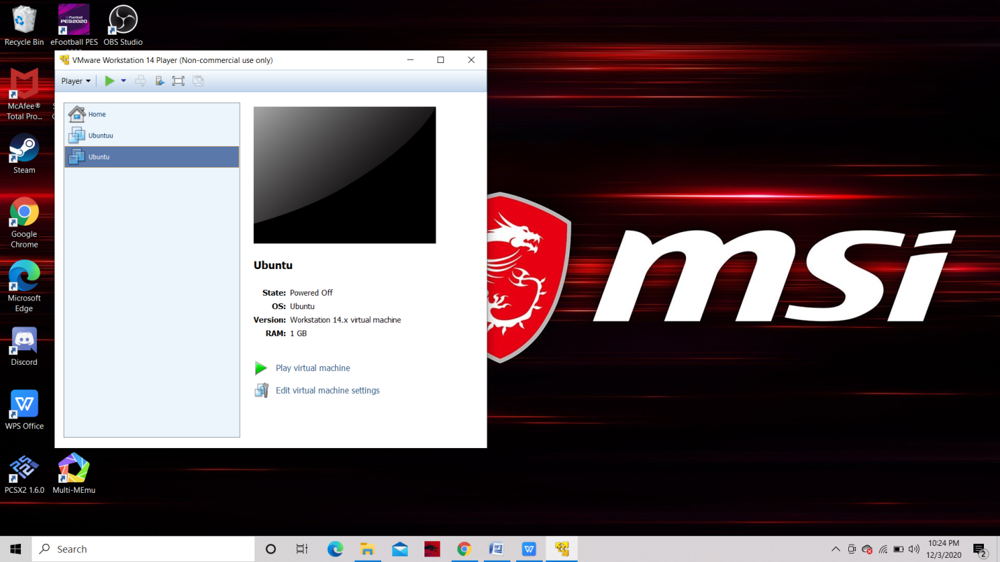 Recycle Bin
eFootball PES
OBS Studio
eFootball
PES2020
VMware Workstation 14 Player (Non-commercial use only)
Player
Home
Ubuntuu
Ubuntu
Ubuntu
State: Powered Off
OS: Ubuntu
Version: Workstation 14.x virtual machine
RAM: 1 GB
Play virtual machine
Edit virtual machine settings
McAfee®
Total Pro...
Steam
Google
Chrome
Microsoft
Edge
Discord
WPS Office
PCSX2 1.6.0
Multi-MEmu
msi
Search
10:24 PM
12/3/2020
2